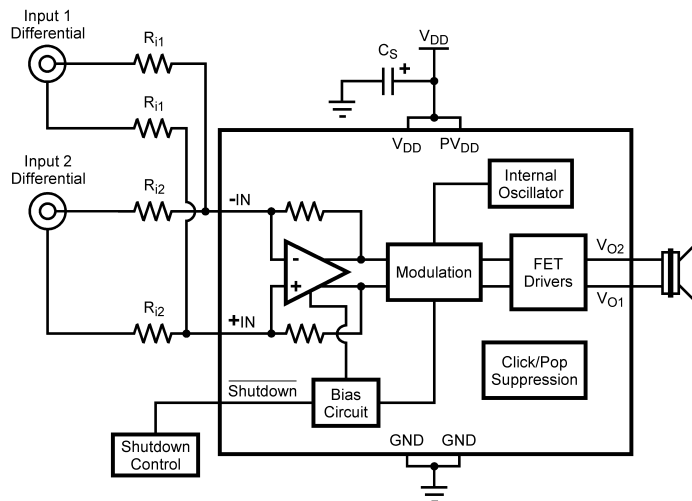 Input 1
Differential
Ri1
Ri1
Input 2
Differential
Ri2
Ri2
CS
+
VDD
VDD
PVDD
Internal
Oscillator
-IN
-
+
+IN
Modulation
FET
Drivers
VO2
VO1
Click/Pop
Suppression
Shutdown
Bias
Circuit
Shutdown
Control
GND
GND